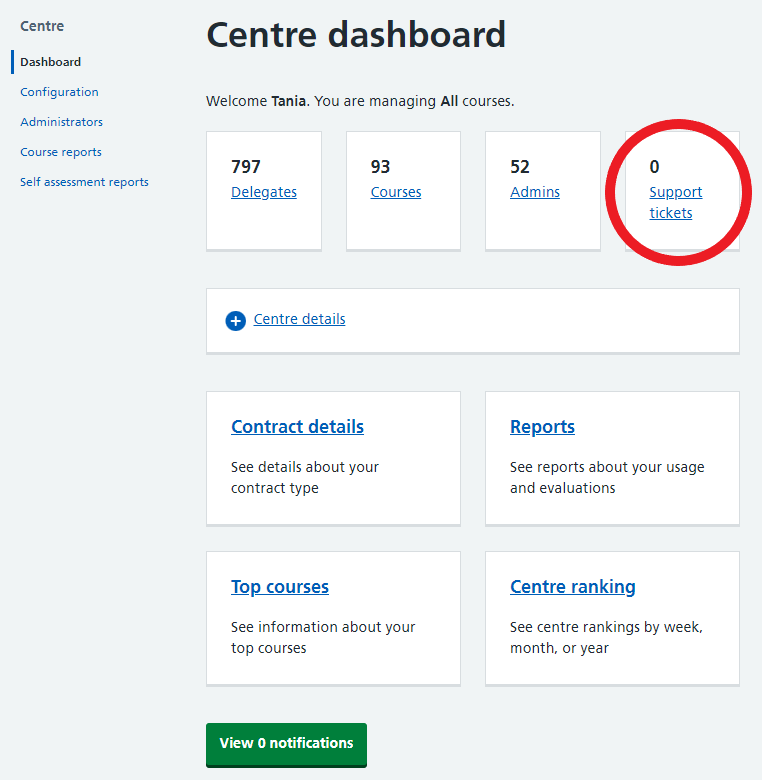 Centre
Dashboard
Configuration
Administrators
Course reports
Self assessment reports
Centre dashboard
Welcome Tania. You are managing All courses.
797
Delegates
93
Courses
52
Admins
0
Support
tickets
Centre details
Contract details
See details about your
contract type
Reports
See reports about your usage
and evaluations
Top courses
See information about your
top courses
Centre ranking
See centre rankings by week,
month, or year
View 0 notifications